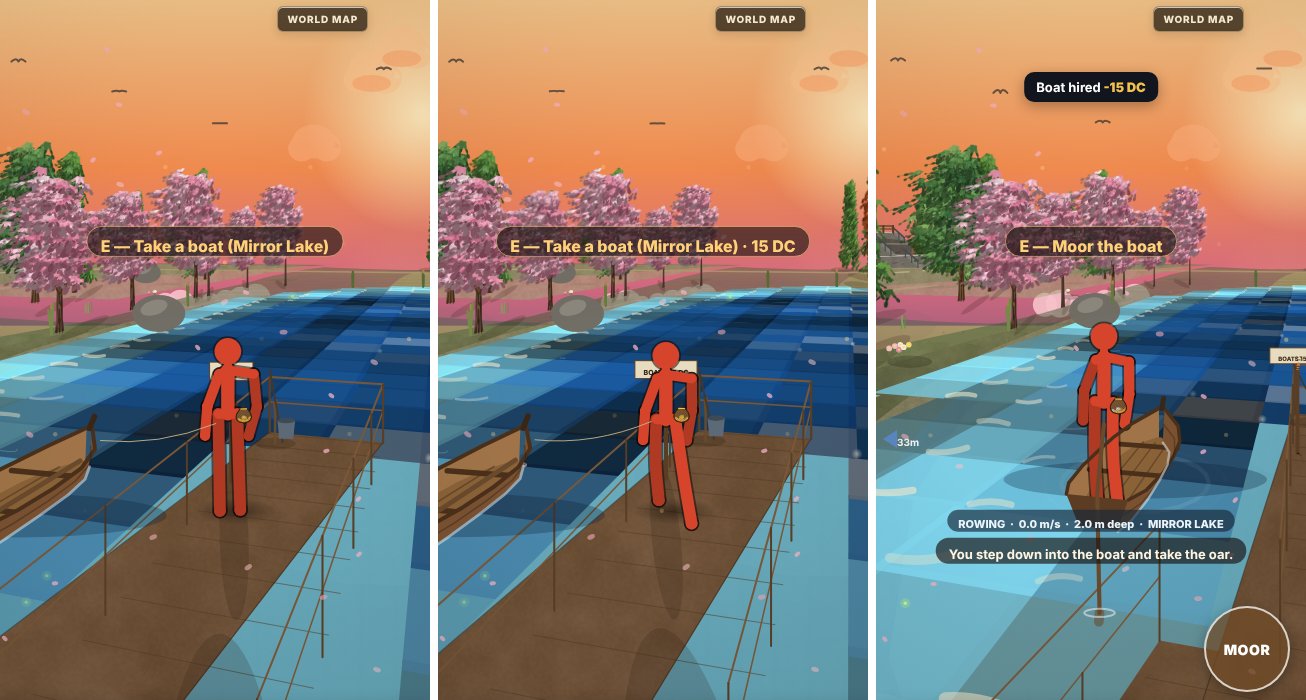 WORLD MAP
E — Take a boat (Mirror Lake)
WORLD MAP
E — Take a boat (Mirror Lake) · 15 DC
WORLD MAP
Boat hired -15 DC
E — Moor the boat
33m
ROWING · 0.0 m/s · 2.0 m deep · MIRROR LAKE
You step down into the boat and take the oar.
MOOR